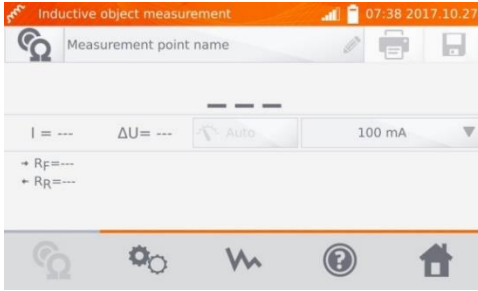 Inductive object measurement 07:38 2017.10.27
Measurement point name
---
I = --- ΔU= --- Auto 100 mA
→ RF=---
← RR=---